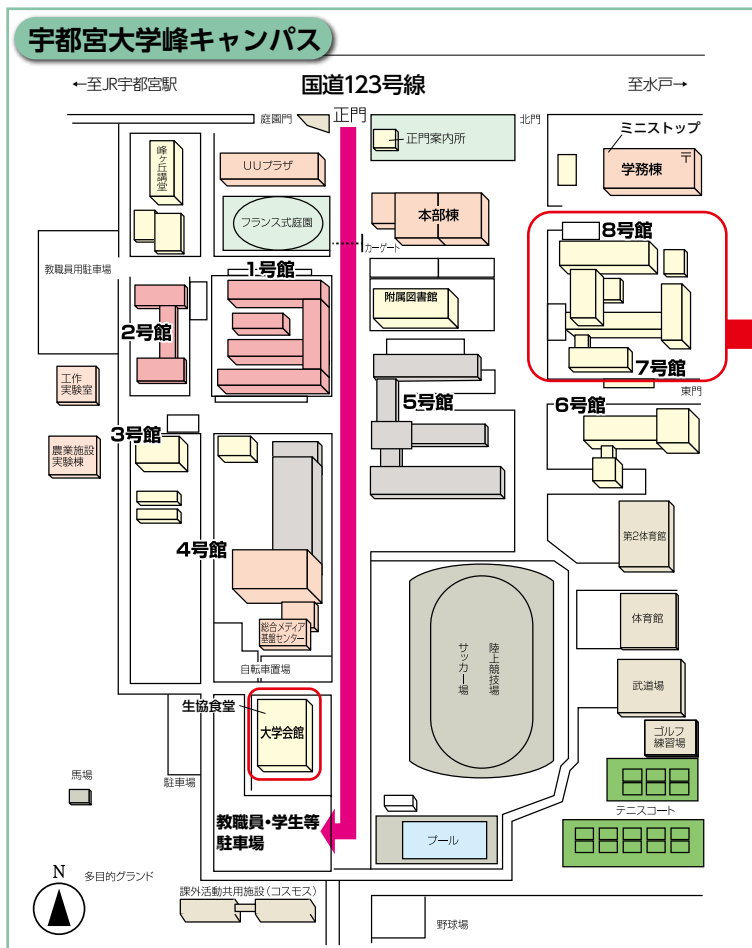 宇都宮大学峰キャンパス
←至JR宇都宮駅
国道123号線
至水戸→
庭園門
正門
北門
ミニストップ
峰ヶ丘
講堂
UUプラザ
正門案内所
学務棟
〒
フランス式庭園
本部棟
カーゲート
8号館
教職員用駐車場
1号館
2号館
附属図書館
7号館
東門
工作
実験室
5号館
6号館
3号館
農業施設
実験棟
4号館
第2体育館
総合メディア
基盤センター
体育館
陸上競技場
サッカー場
自転車置場
生協食堂
大学会館
武道場
ゴルフ
練習場
馬場
駐車場
テニスコート
教職員・学生等
駐車場
プール
N
多目的グランド
課外活動共用施設(コスモス)
野球場